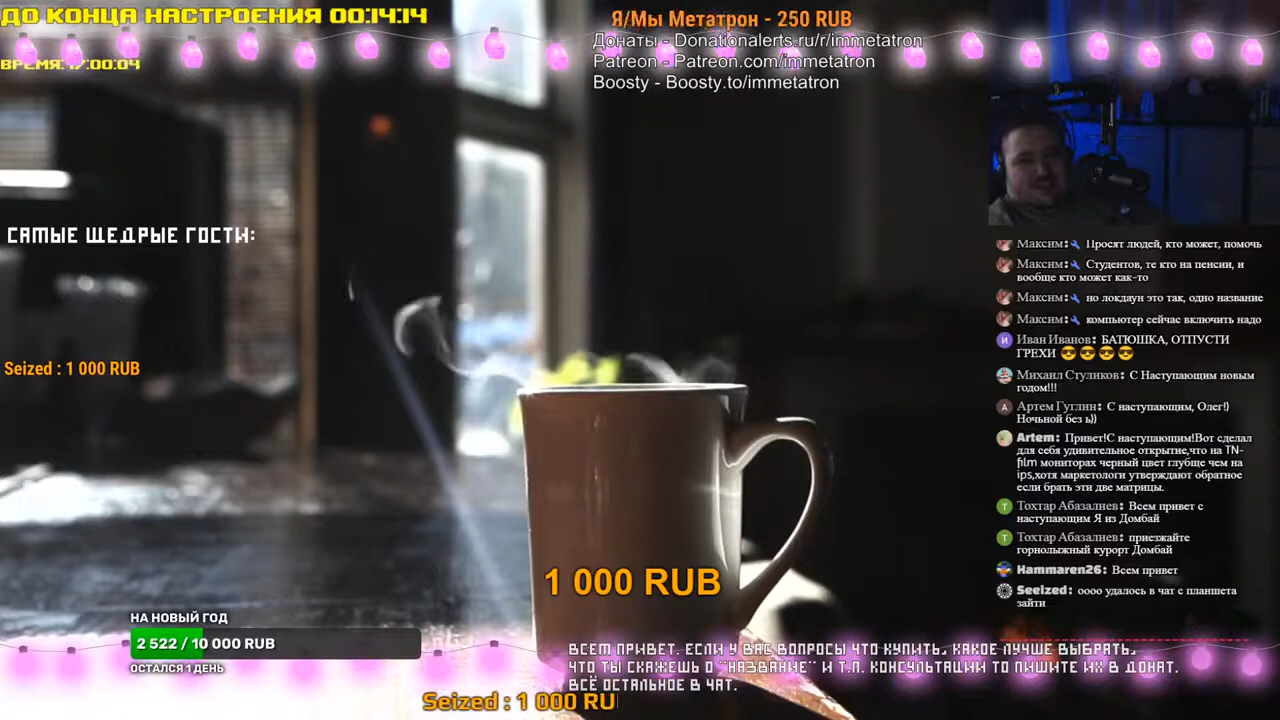 ДО КОНЦА НАСТРОЕНИЯ 00:14:14
ВРЕМЯ: 17:00:04
Я/Мы Метатрон - 250 RUB
Донаты - Donationalerts.ru/r/immetatron
Patreon - Patreon.com/immetatron
Boosty - Boosty.to/immetatron
САМЫЕ ЩЕДРЫЕ ГОСТИ:
Seized : 1 000 RUB
Максим: Просят людей, кто может, помочь
Максим: Студентов, те кто на пенсии, и
вообще кто может как-то
Максим: но локдаун это так, одно название
Максим: компьютер сейчас включить надо
Иван Иванов: БАТЮШКА, ОТПУСТИ
ГРЕХИ 😎 😎 😎 😎
Михаил Стуликов: С Наступающим новым
годом!!!
Артем Гуглин: С наступающим, Олег!)
Ночьной без ь))
Artem: Привет!С наступающим!Вот сделал
для себя удивительное открытие,что на TN-
film мониторах черный цвет глубще чем на
ips,хотя маркетологи утверждают обратное
если брать эти две матрицы.
Тохтар Абазалиев: Всем привет с
наступающим Я из Домбай
Тохтар Абазалиев: приезжайте
горнолыжный курорт Домбай
Hammaren26: Всем привет
Seeized: оооо удалось в чат с планшета
зайти
1 000 RUB
НА НОВЫЙ ГОД
2 522 / 10 000 RUB
ОСТАЛСЯ 1 ДЕНЬ
ВСЕМ ПРИВЕТ. ЕСЛИ У ВАС ВОПРОСЫ ЧТО КУПИТЬ, КАКОЕ ЛУЧШЕ ВЫБРАТЬ,
ЧТО ТЫ СКАЖЕШЬ О "НАЗВАНИЕ" И Т.П. КОНСУЛЬТАЦИИ ТО ПИШИТЕ ИХ В ДОНАТ.
ВСЁ ОСТАЛЬНОЕ В ЧАТ.
Seized : 1 000 RU